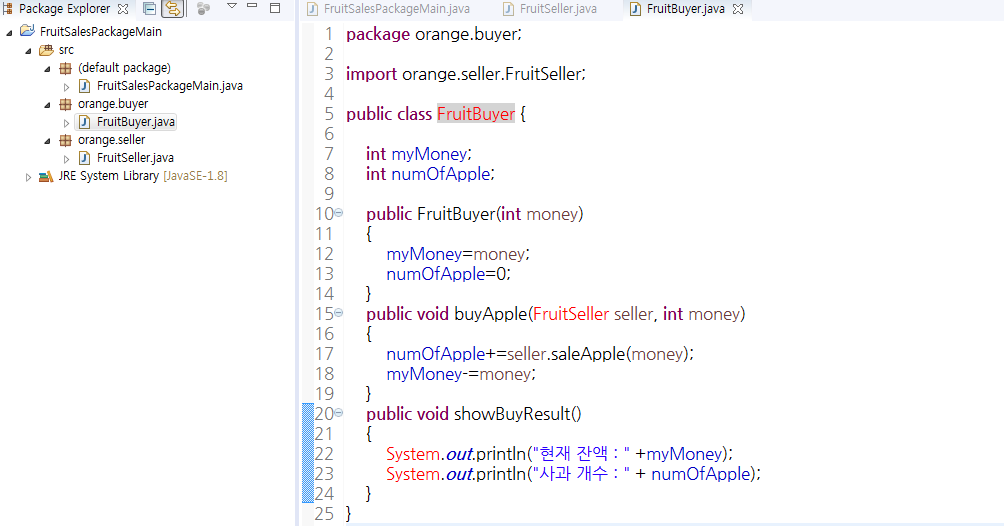 Package Explorer
FruitSalesPackageMain
src
(default package)
FruitSalesPackageMain.java
orange.buyer
FruitBuyer.java
orange.seller
FruitSeller.java
JRE System Library [JavaSE-1.8]
FruitSalesPackageMain.java FruitSeller.java FruitBuyer.java
1 package orange.buyer;
2
3 import orange.seller.FruitSeller;
4
5 public class FruitBuyer {
6
7 int myMoney;
8 int numOfApple;
9
10 public FruitBuyer(int money)
11 {
12 myMoney=money;
13 numOfApple=0;
14 }
15 public void buyApple(FruitSeller seller, int money)
16 {
17 numOfApple+=seller.saleApple(money);
18 myMoney-=money;
19 }
20 public void showBuyResult()
21 {
22 System.out.println("현재 잔액 : " +myMoney);
23 System.out.println("사과 개수 : " + numOfApple);
24 }
25 }